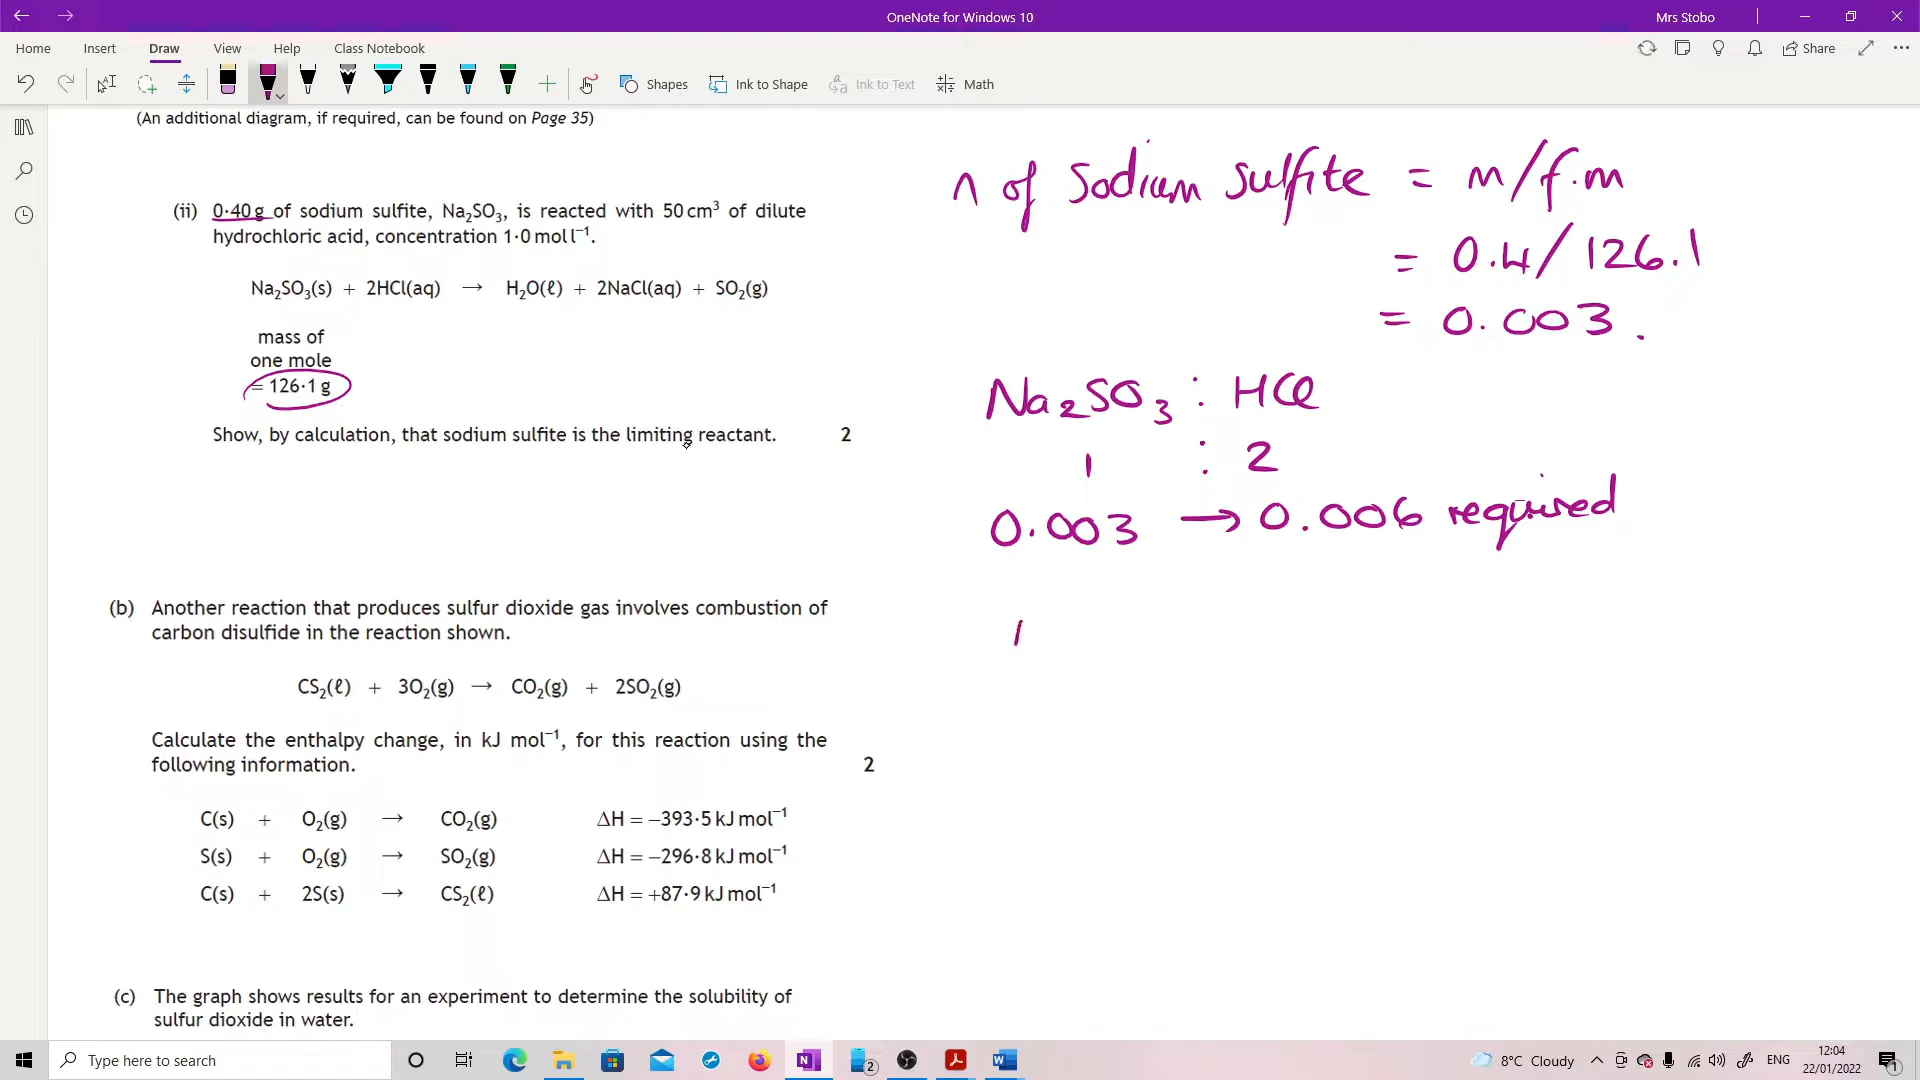 OneNote for Windows 10
Mrs Stobo
Home Insert Draw View Help Class Notebook
Share
Shapes Ink to Shape Ink to Text Math
(An additional diagram, if required, can be found on Page 35)
(ii) 0·40 g of sodium sulfite, Na₂SO₃, is reacted with 50 cm³ of dilute
hydrochloric acid, concentration 1·0 mol l⁻¹.
Na₂SO₃(s) + 2HCl(aq) → H₂O(ℓ) + 2NaCl(aq) + SO₂(g)
mass of
one mole
= 126·1 g
Show, by calculation, that sodium sulfite is the limiting reactant. 2
(b) Another reaction that produces sulfur dioxide gas involves combustion of
carbon disulfide in the reaction shown.
CS₂(ℓ) + 3O₂(g) → CO₂(g) + 2SO₂(g)
Calculate the enthalpy change, in kJ mol⁻¹, for this reaction using the
following information. 2
C(s) + O₂(g) → CO₂(g) ΔH = −393·5 kJ mol⁻¹
S(s) + O₂(g) → SO₂(g) ΔH = −296·8 kJ mol⁻¹
C(s) + 2S(s) → CS₂(ℓ) ΔH = +87·9 kJ mol⁻¹
(c) The graph shows results for an experiment to determine the solubility of
sulfur dioxide in water.
n of sodium sulfite = m/f.m
= 0.4/126.1
= 0.003.
Na₂SO₃ : HCl
1 : 2
0.003 → 0.006 required
Type here to search
2
8°C Cloudy
ENG
12:04
22/01/2022
1